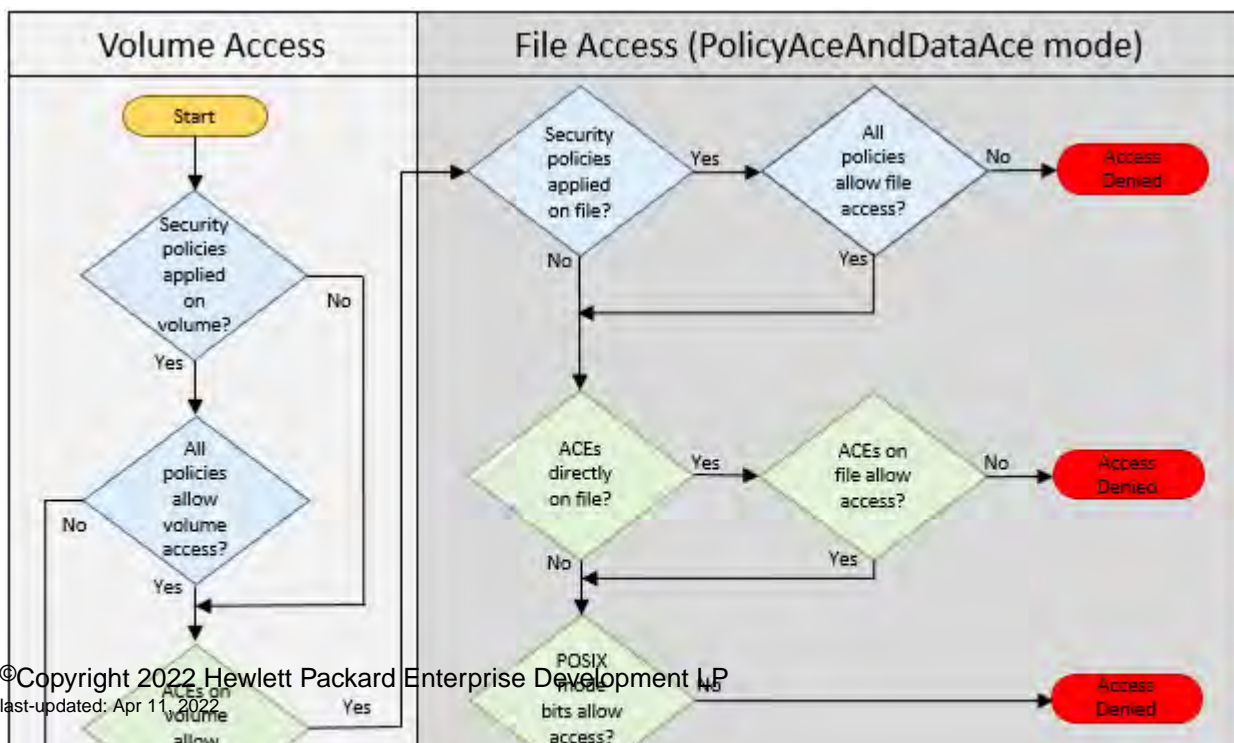 Volume Access
File Access (PolicyAceAndDataAce mode)
Start
Security
policies
applied
on
volume?
No
Yes
All
policies
allow
volume
access?
No
Yes
ACEs on
volume
allow
Yes
Security
policies
applied
on file?
Yes
No
All
policies
allow file
access?
No
Yes
Access
Denied
ACEs
directly
on file?
Yes
No
ACEs on
file allow
access?
No
Yes
Access
Denied
POSIX
mode
bits allow
access?
No
Access
Denied
©Copyright 2022 Hewlett Packard Enterprise Development LP
last-updated: Apr 11, 2022